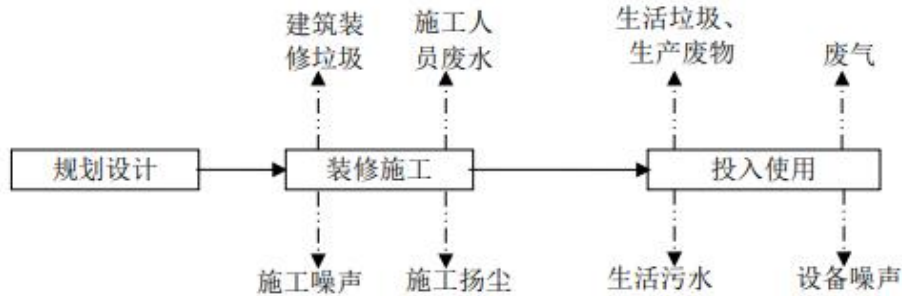 建筑装
修垃圾
施工人
员废水
生活垃圾、
生产废物
废气
规划设计
装修施工
投入使用
施工噪声
施工扬尘
生活污水
设备噪声